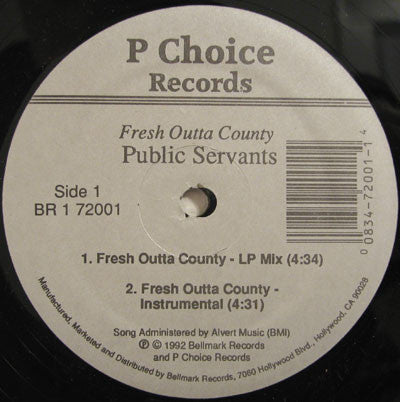 P Choice
Records
Fresh Outta County
Public Servants
Side 1
BR 1 72001
0 0834-72001-1 4
1. Fresh Outta County - LP Mix (4:34)
2. Fresh Outta County -
Instrumental (4:31)
Song Administered by Alvert Music (BMI)
℗ © 1992 Bellmark Records
and P Choice Records
Manufactured, Marketed and Distributed by Bellmark Records, 7060 Hollywood Blvd., Hollywood, CA 90028